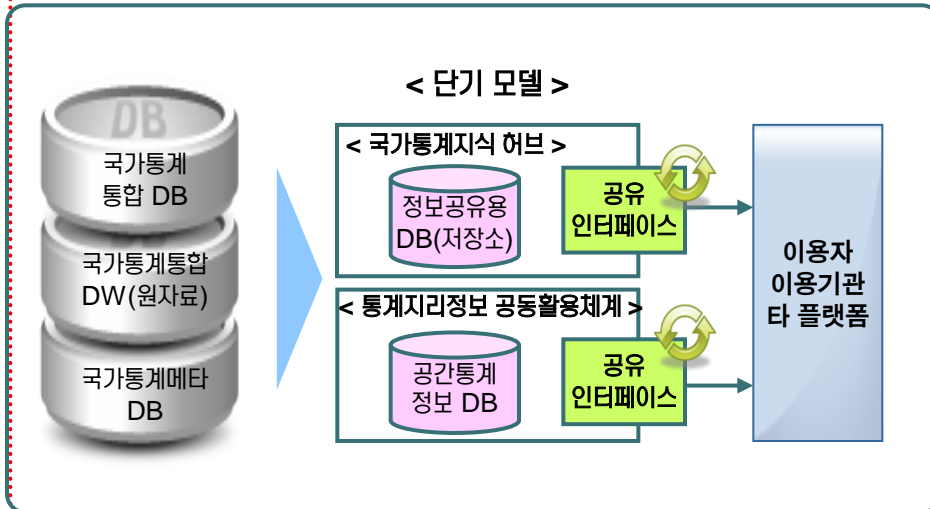 < 단기 모델 >
DB
국가통계
통합 DB
국가통계통합
DW(원자료)
국가통계메타
DB
< 국가통계지식 허브 >
정보공유용
DB(저장소)
공유
인터페이스
< 통계지리정보 공동활용체계 >
공간통계
정보 DB
공유
인터페이스
이용자
이용기관
타 플랫폼